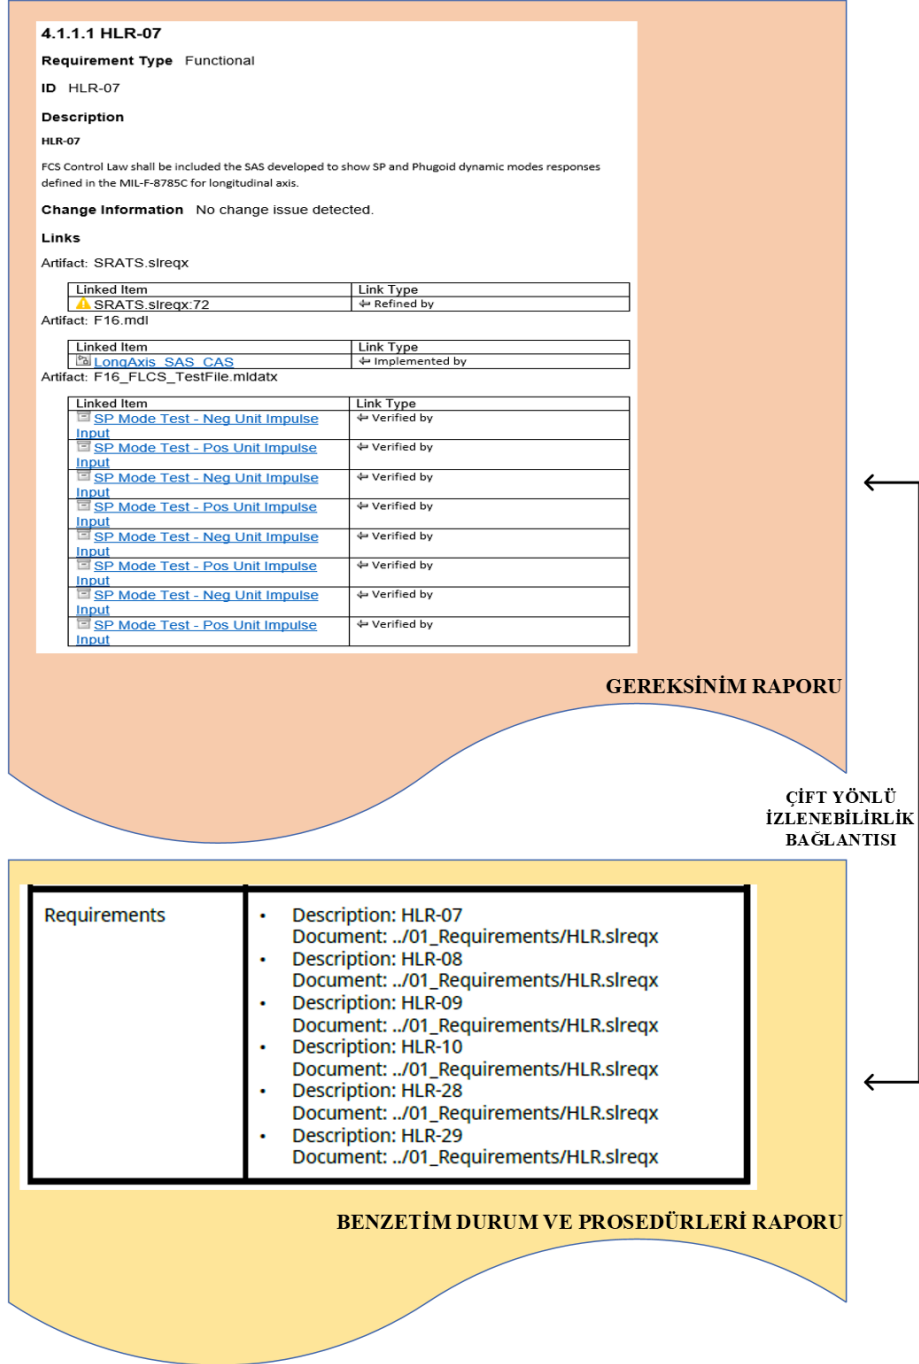 4.1.1.1 HLR-07
Requirement Type Functional
ID HLR-07
Description
HLR-07
FCS Control Law shall be included the SAS developed to show SP and Phugoid dynamic modes responses
defined in the MIL-F-8785C for longitudinal axis.
Change Information No change issue detected.
Links
Artifact: SRATS.slreqx
Linked Item Link Type
SRATS.slreqx:72 Refined by
Artifact: F16.mdl
Linked Item Link Type
LongAxis_SAS_CAS Implemented by
Artifact: F16_FLCS_TestFile.mldatx
Linked Item Link Type
SP Mode Test - Neg Unit Impulse Verified by
Input
SP Mode Test - Pos Unit Impulse Verified by
Input
SP Mode Test - Neg Unit Impulse Verified by
Input
SP Mode Test - Pos Unit Impulse Verified by
Input
SP Mode Test - Neg Unit Impulse Verified by
Input
SP Mode Test - Pos Unit Impulse Verified by
Input
SP Mode Test - Neg Unit Impulse Verified by
Input
SP Mode Test - Pos Unit Impulse Verified by
Input
GEREKSİNİM RAPORU
ÇİFT YÖNLÜ
İZLENEBİLİRLİK
BAĞLANTISI
Requirements • Description: HLR-07
Document: ../01_Requirements/HLR.slreqx
• Description: HLR-08
Document: ../01_Requirements/HLR.slreqx
• Description: HLR-09
Document: ../01_Requirements/HLR.slreqx
• Description: HLR-10
Document: ../01_Requirements/HLR.slreqx
• Description: HLR-28
Document: ../01_Requirements/HLR.slreqx
• Description: HLR-29
Document: ../01_Requirements/HLR.slreqx
BENZETİM DURUM VE PROSEDÜRLERİ RAPORU